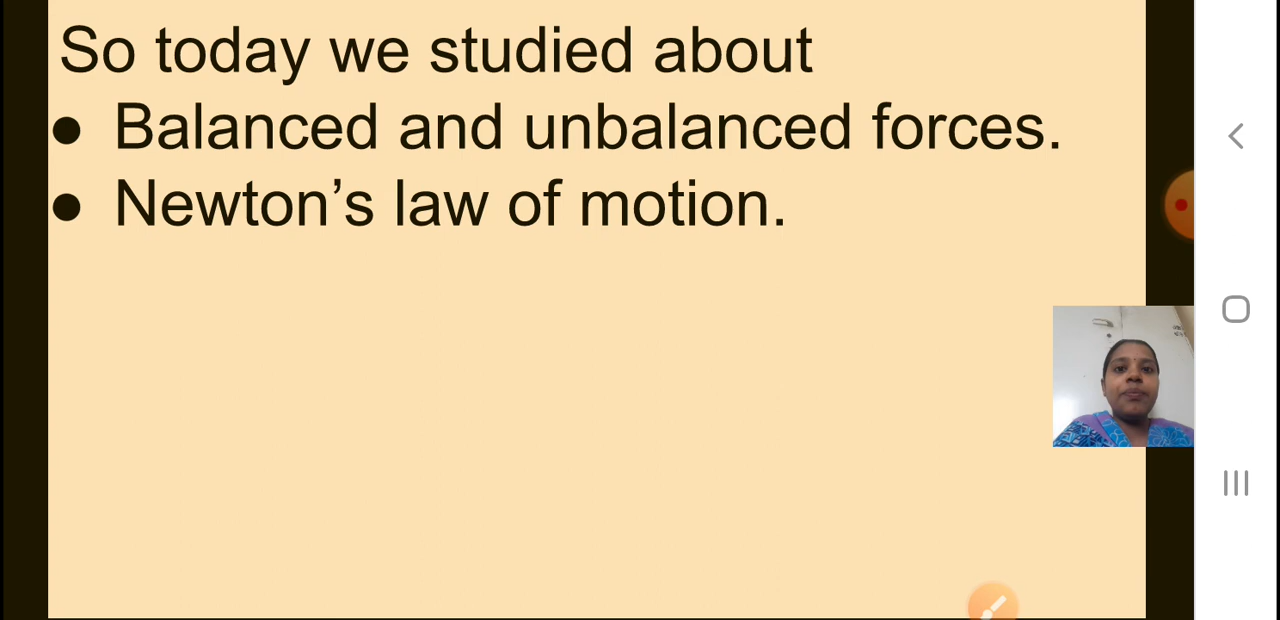 So today we studied about
● Balanced and unbalanced forces.
● Newton’s law of motion.